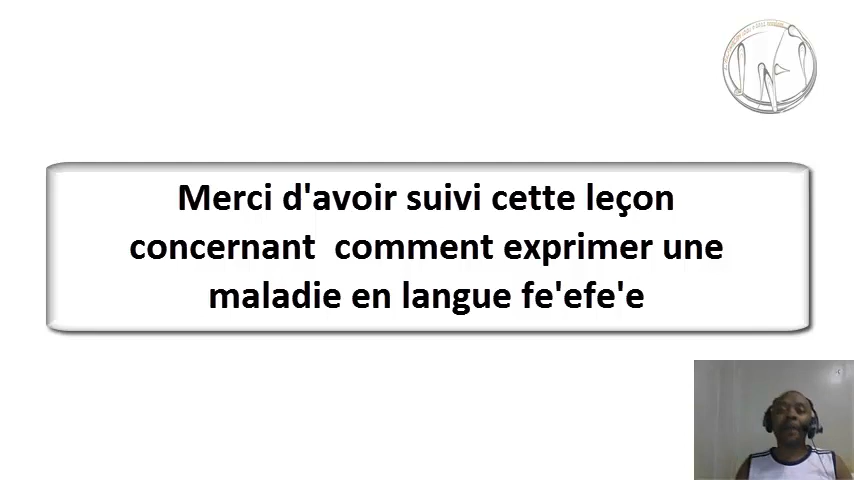 Merci d'avoir suivi cette leçon
concernant  comment exprimer une
maladie en langue fe'efe'e